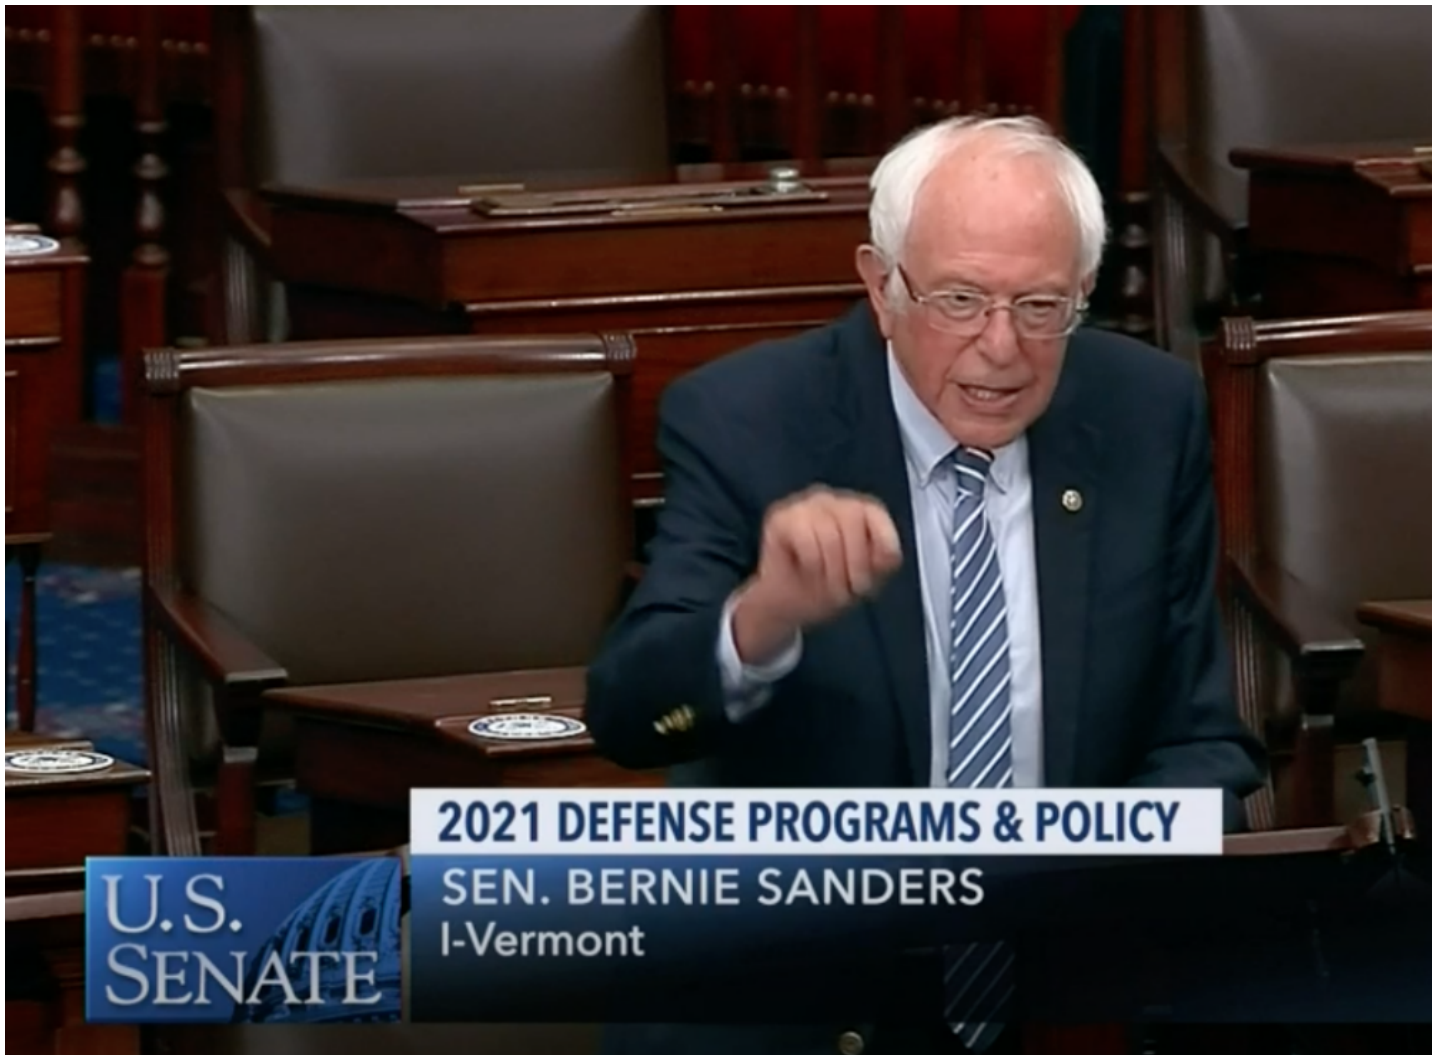 2021 DEFENSE PROGRAMS & POLICY
SEN. BERNIE SANDERS
I-Vermont
U.S.
SENATE